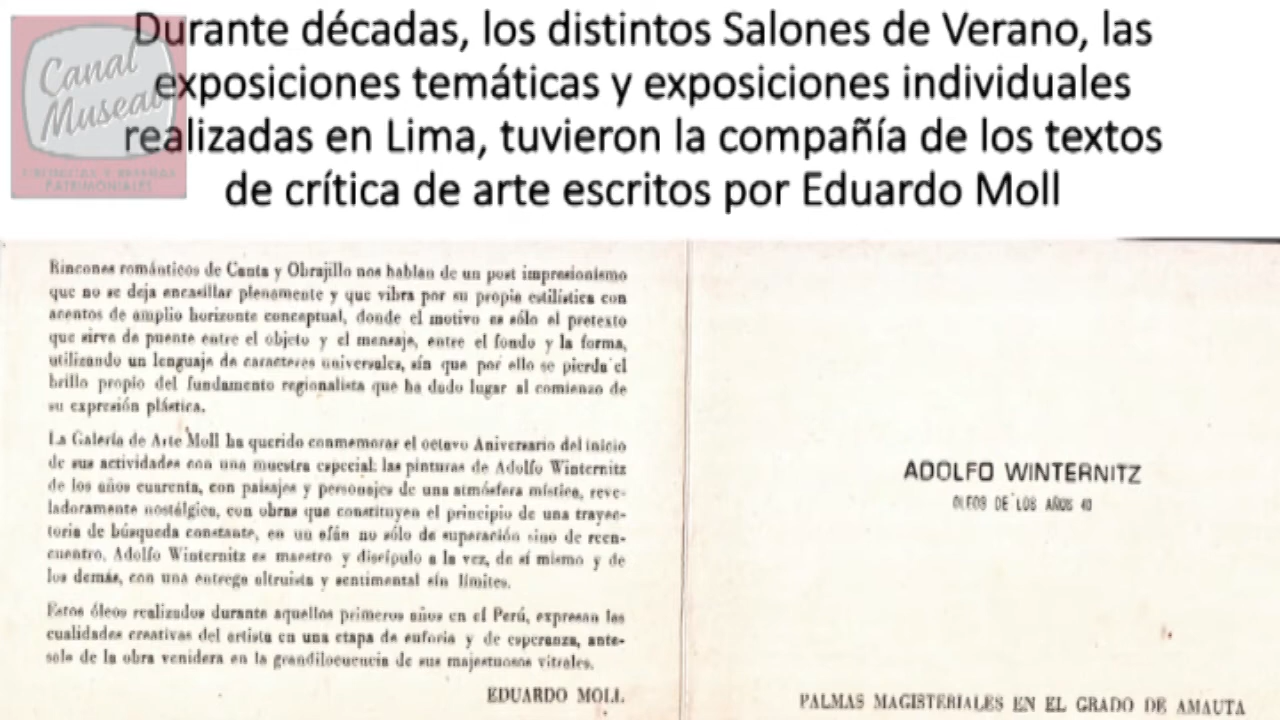 Durante décadas, los distintos Salones de Verano, las
exposiciones temáticas y exposiciones individuales
realizadas en Lima, tuvieron la compañía de los textos
de crítica de arte escritos por Eduardo Moll
Canal
Museal
PATRIMONIALES
Rincones románticos de Canta y Obrajillo nos hablan de un post impresionismo
que no se deja encasillar plenamente y que vibra por su propia estilística con
acentos de amplio horizonte conceptual, donde el motivo es sólo el pretexto
que sirve de puente entre el objeto y el mensaje, entre el fondo y la forma,
utilizando un lenguaje de caracteres universales, sin que por ello se pierda el
brillo propio del fundamento regionalista que ha dado lugar al comienzo de
su expresión plástica.
La Galería de Arte Moll ha querido conmemorar el octavo Aniversario del inicio
de sus actividades con una muestra especial: las pinturas de Adolfo Winternitz
de los años cuarenta, con paisajes y personajes de una atmósfera mística, reve-
ladoramente nostálgica, con obras que constituyen el principio de una trayec-
toria de búsqueda constante, en un afán no sólo de superación sino de reen-
cuentro. Adolfo Winternitz es maestro y discípulo a la vez, de sí mismo y de
los demás, con una entrega altruista y sentimental sin límites.
Estos óleos realizados durante aquellos primeros años en el Perú, expresan las
cualidades creativas del artista en una etapa de euforia y de esperanza, ante-
sala de la obra venidera en la grandilocuencia de sus majestuosos vitrales.
EDUARDO MOLL
ADOLFO WINTERNITZ
OLEOS DE LOS AÑOS 40
PALMAS MAGISTERIALES EN EL GRADO DE AMAUTA